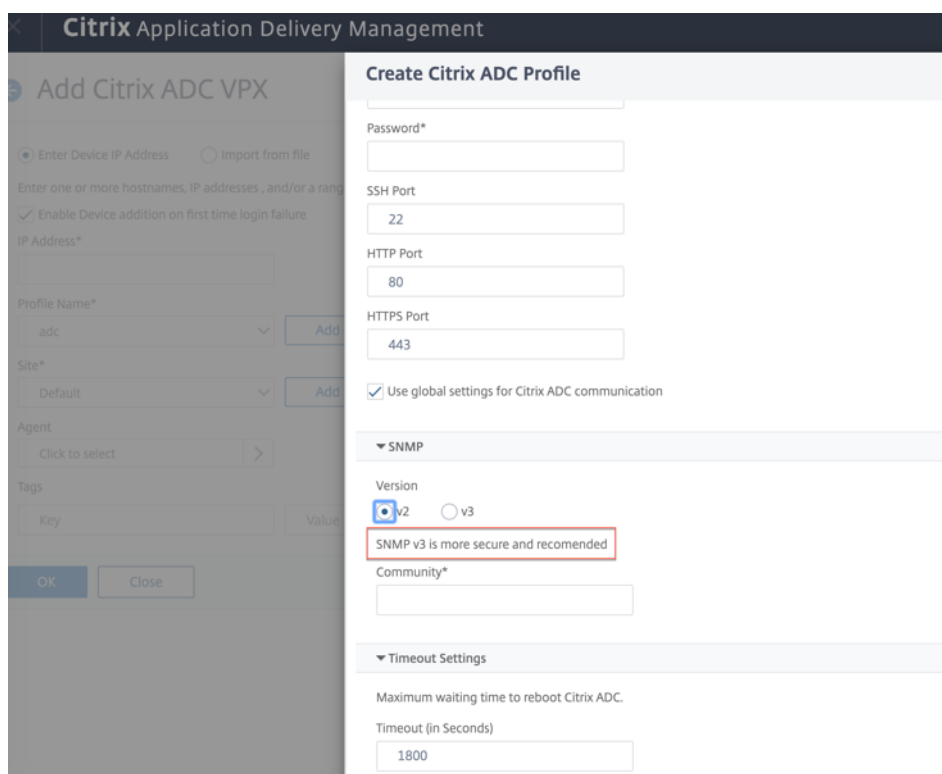 Citrix Application Delivery Management
Add Citrix ADC VPX
Enter Device IP Address Import from file
Enter one or more hostnames, IP addresses , and/or a rang
Enable Device addition on first time login failure
IP Address*
Profile Name*
adc Add
Site*
Default Add
Agent
Click to select
Tags
Key Value
OK Close
Create Citrix ADC Profile
Password*
SSH Port
22
HTTP Port
80
HTTPS Port
443
Use global settings for Citrix ADC communication
SNMP
Version
v2 v3
SNMP v3 is more secure and recomended
Community*
Timeout Settings
Maximum waiting time to reboot Citrix ADC.
Timeout (in Seconds)
1800